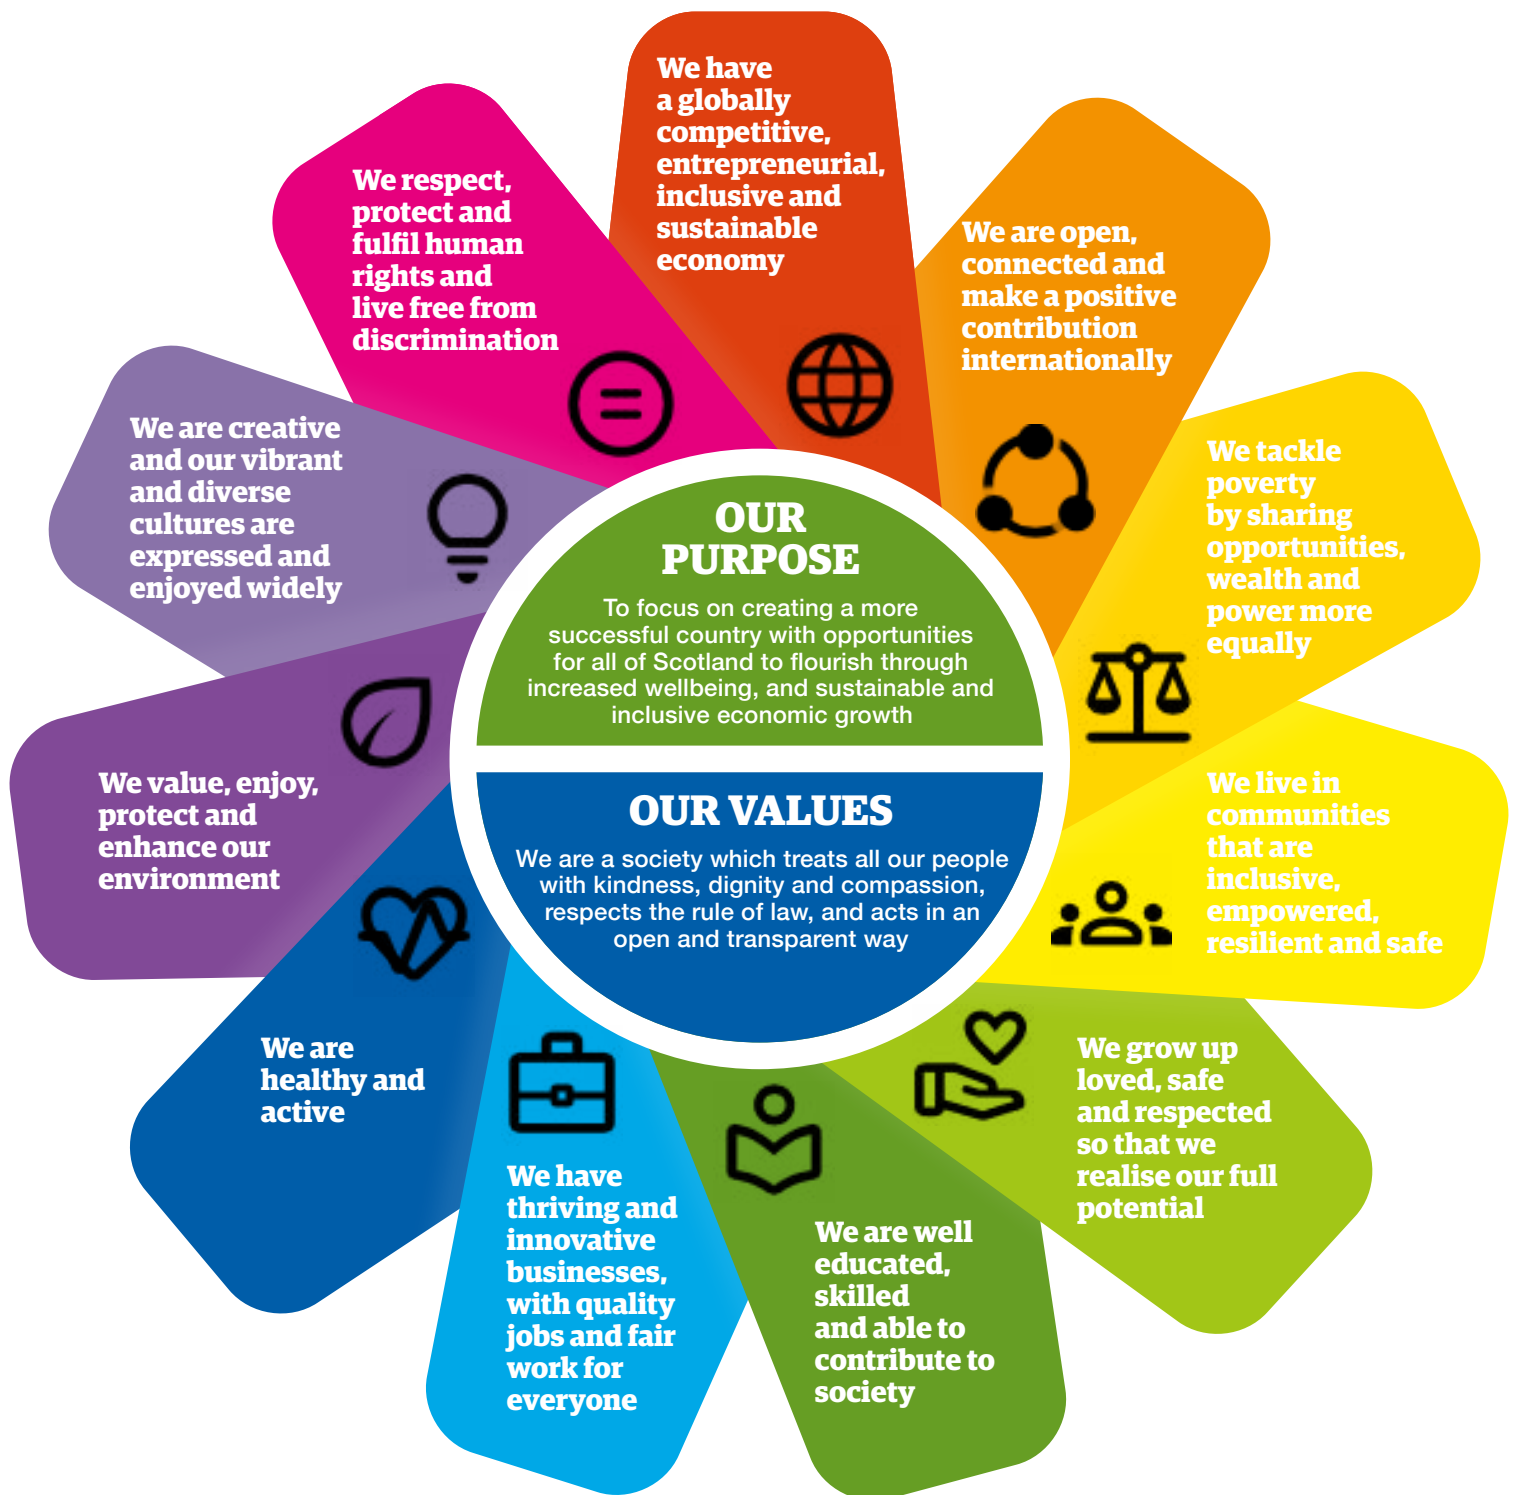 We have
a globally
competitive,
entrepreneurial,
inclusive and
sustainable
economy
We are open,
connected and
make a positive
contribution
internationally
We tackle
poverty
by sharing
opportunities,
wealth and
power more
equally
We live in
communities
that are
inclusive,
empowered,
resilient and safe
We grow up
loved, safe
and respected
so that we
realise our full
potential
We are well
educated,
skilled
and able to
contribute to
society
We have
thriving and
innovative
businesses,
with quality
jobs and fair
work for
everyone
We are
healthy and
active
We value, enjoy,
protect and
enhance our
environment
We are creative
and our vibrant
and diverse
cultures are
expressed and
enjoyed widely
We respect,
protect and
fulfil human
rights and
live free from
discrimination
OUR
PURPOSE
To focus on creating a more
successful country with opportunities
for all of Scotland to flourish through
increased wellbeing, and sustainable and
inclusive economic growth
OUR VALUES
We are a society which treats all our people
with kindness, dignity and compassion,
respects the rule of law, and acts in an
open and transparent way